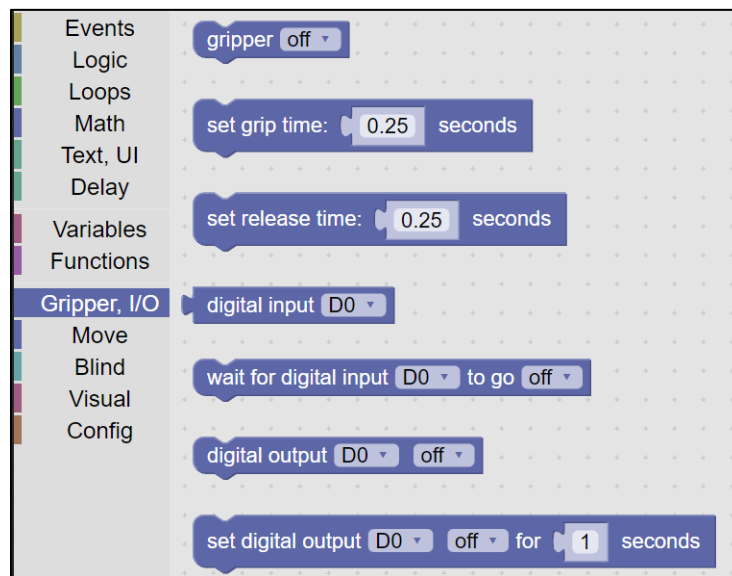 Events
Logic
Loops
Math
Text, UI
Delay
Variables
Functions
Gripper, I/O
Move
Blind
Visual
Config
gripper off
set grip time: 0.25 seconds
set release time: 0.25 seconds
digital input D0
wait for digital input D0 to go off
digital output D0 off
set digital output D0 off for 1 seconds